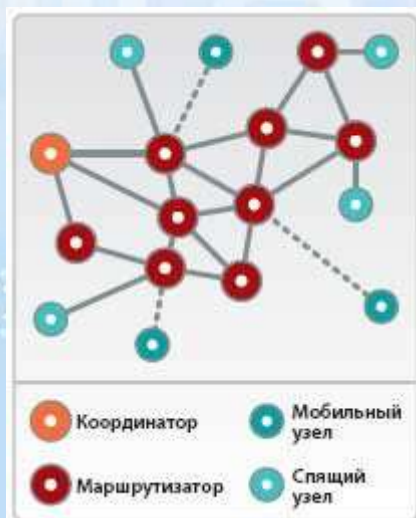 Координатор
Мобильный
узел
Маршрутизатор
Спящий
узел